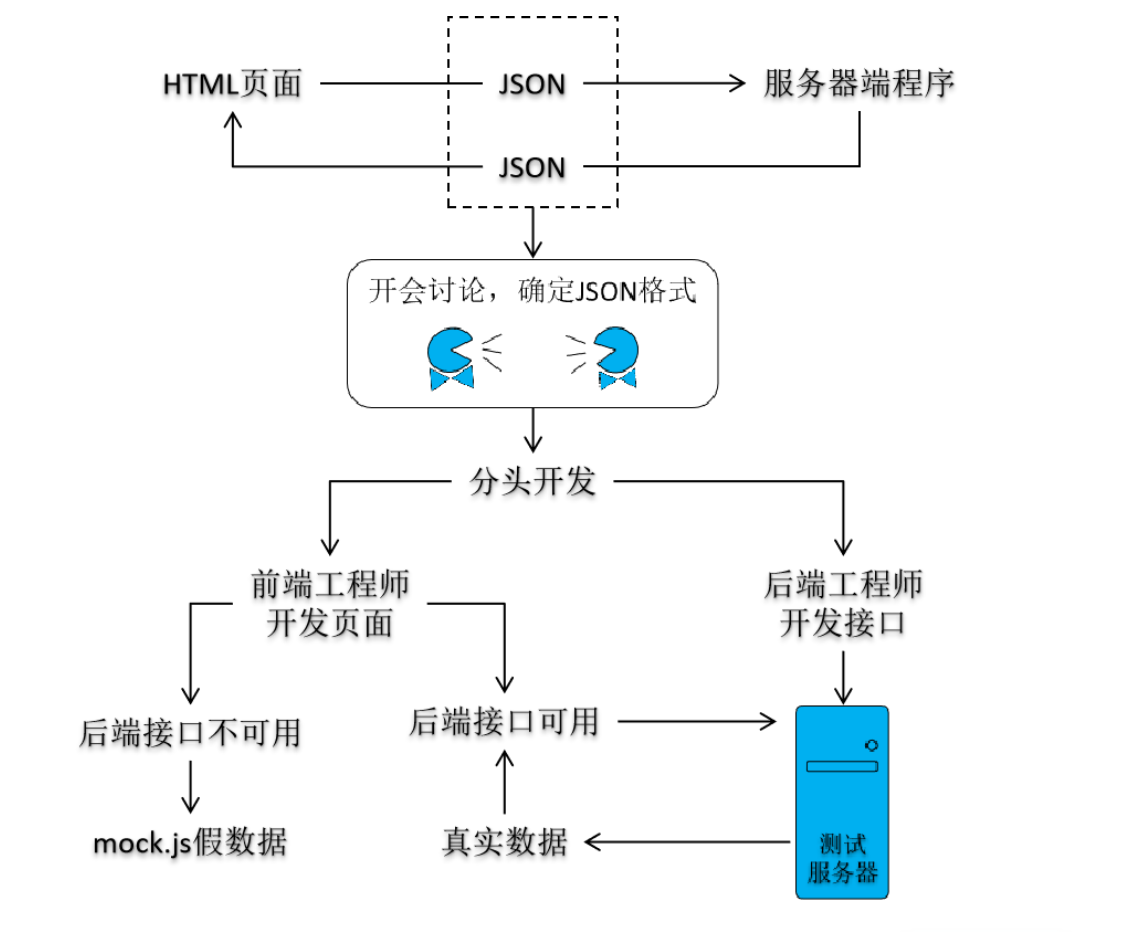 HTML页面
JSON
服务器端程序
JSON
开会讨论，确定JSON格式
分头开发
前端工程师
开发页面
后端工程师
开发接口
后端接口不可用
后端接口可用
mock.js假数据
真实数据
测试
服务器